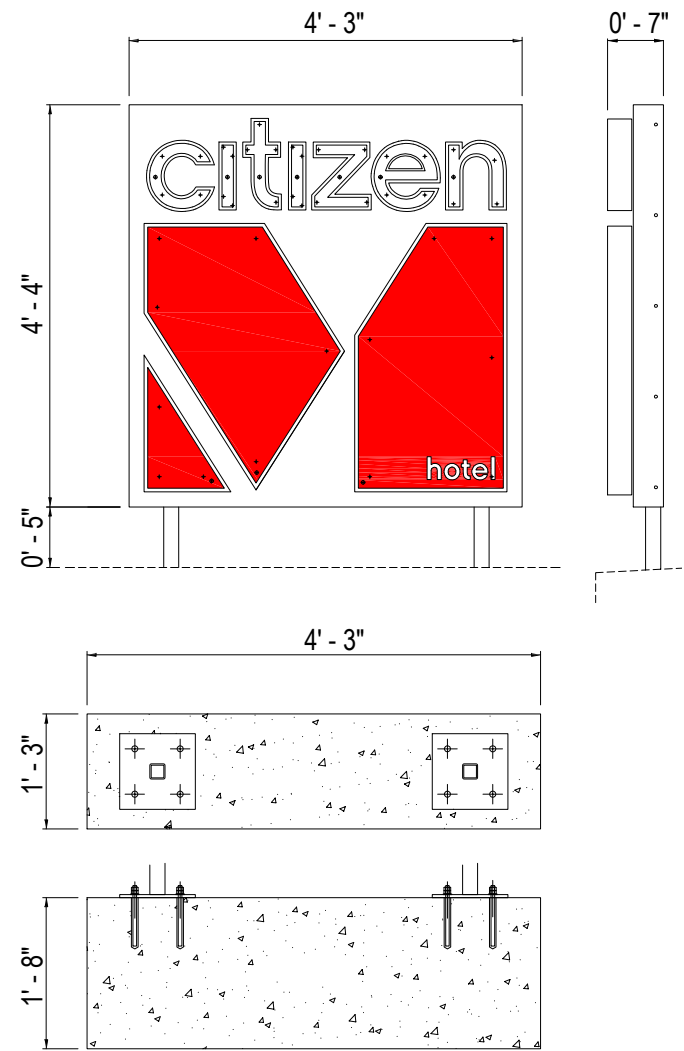 4' - 3" 0' - 7"
citizen
4' - 4"
hotel
0' - 5"
4' - 3"
1' - 3"
1' - 8"